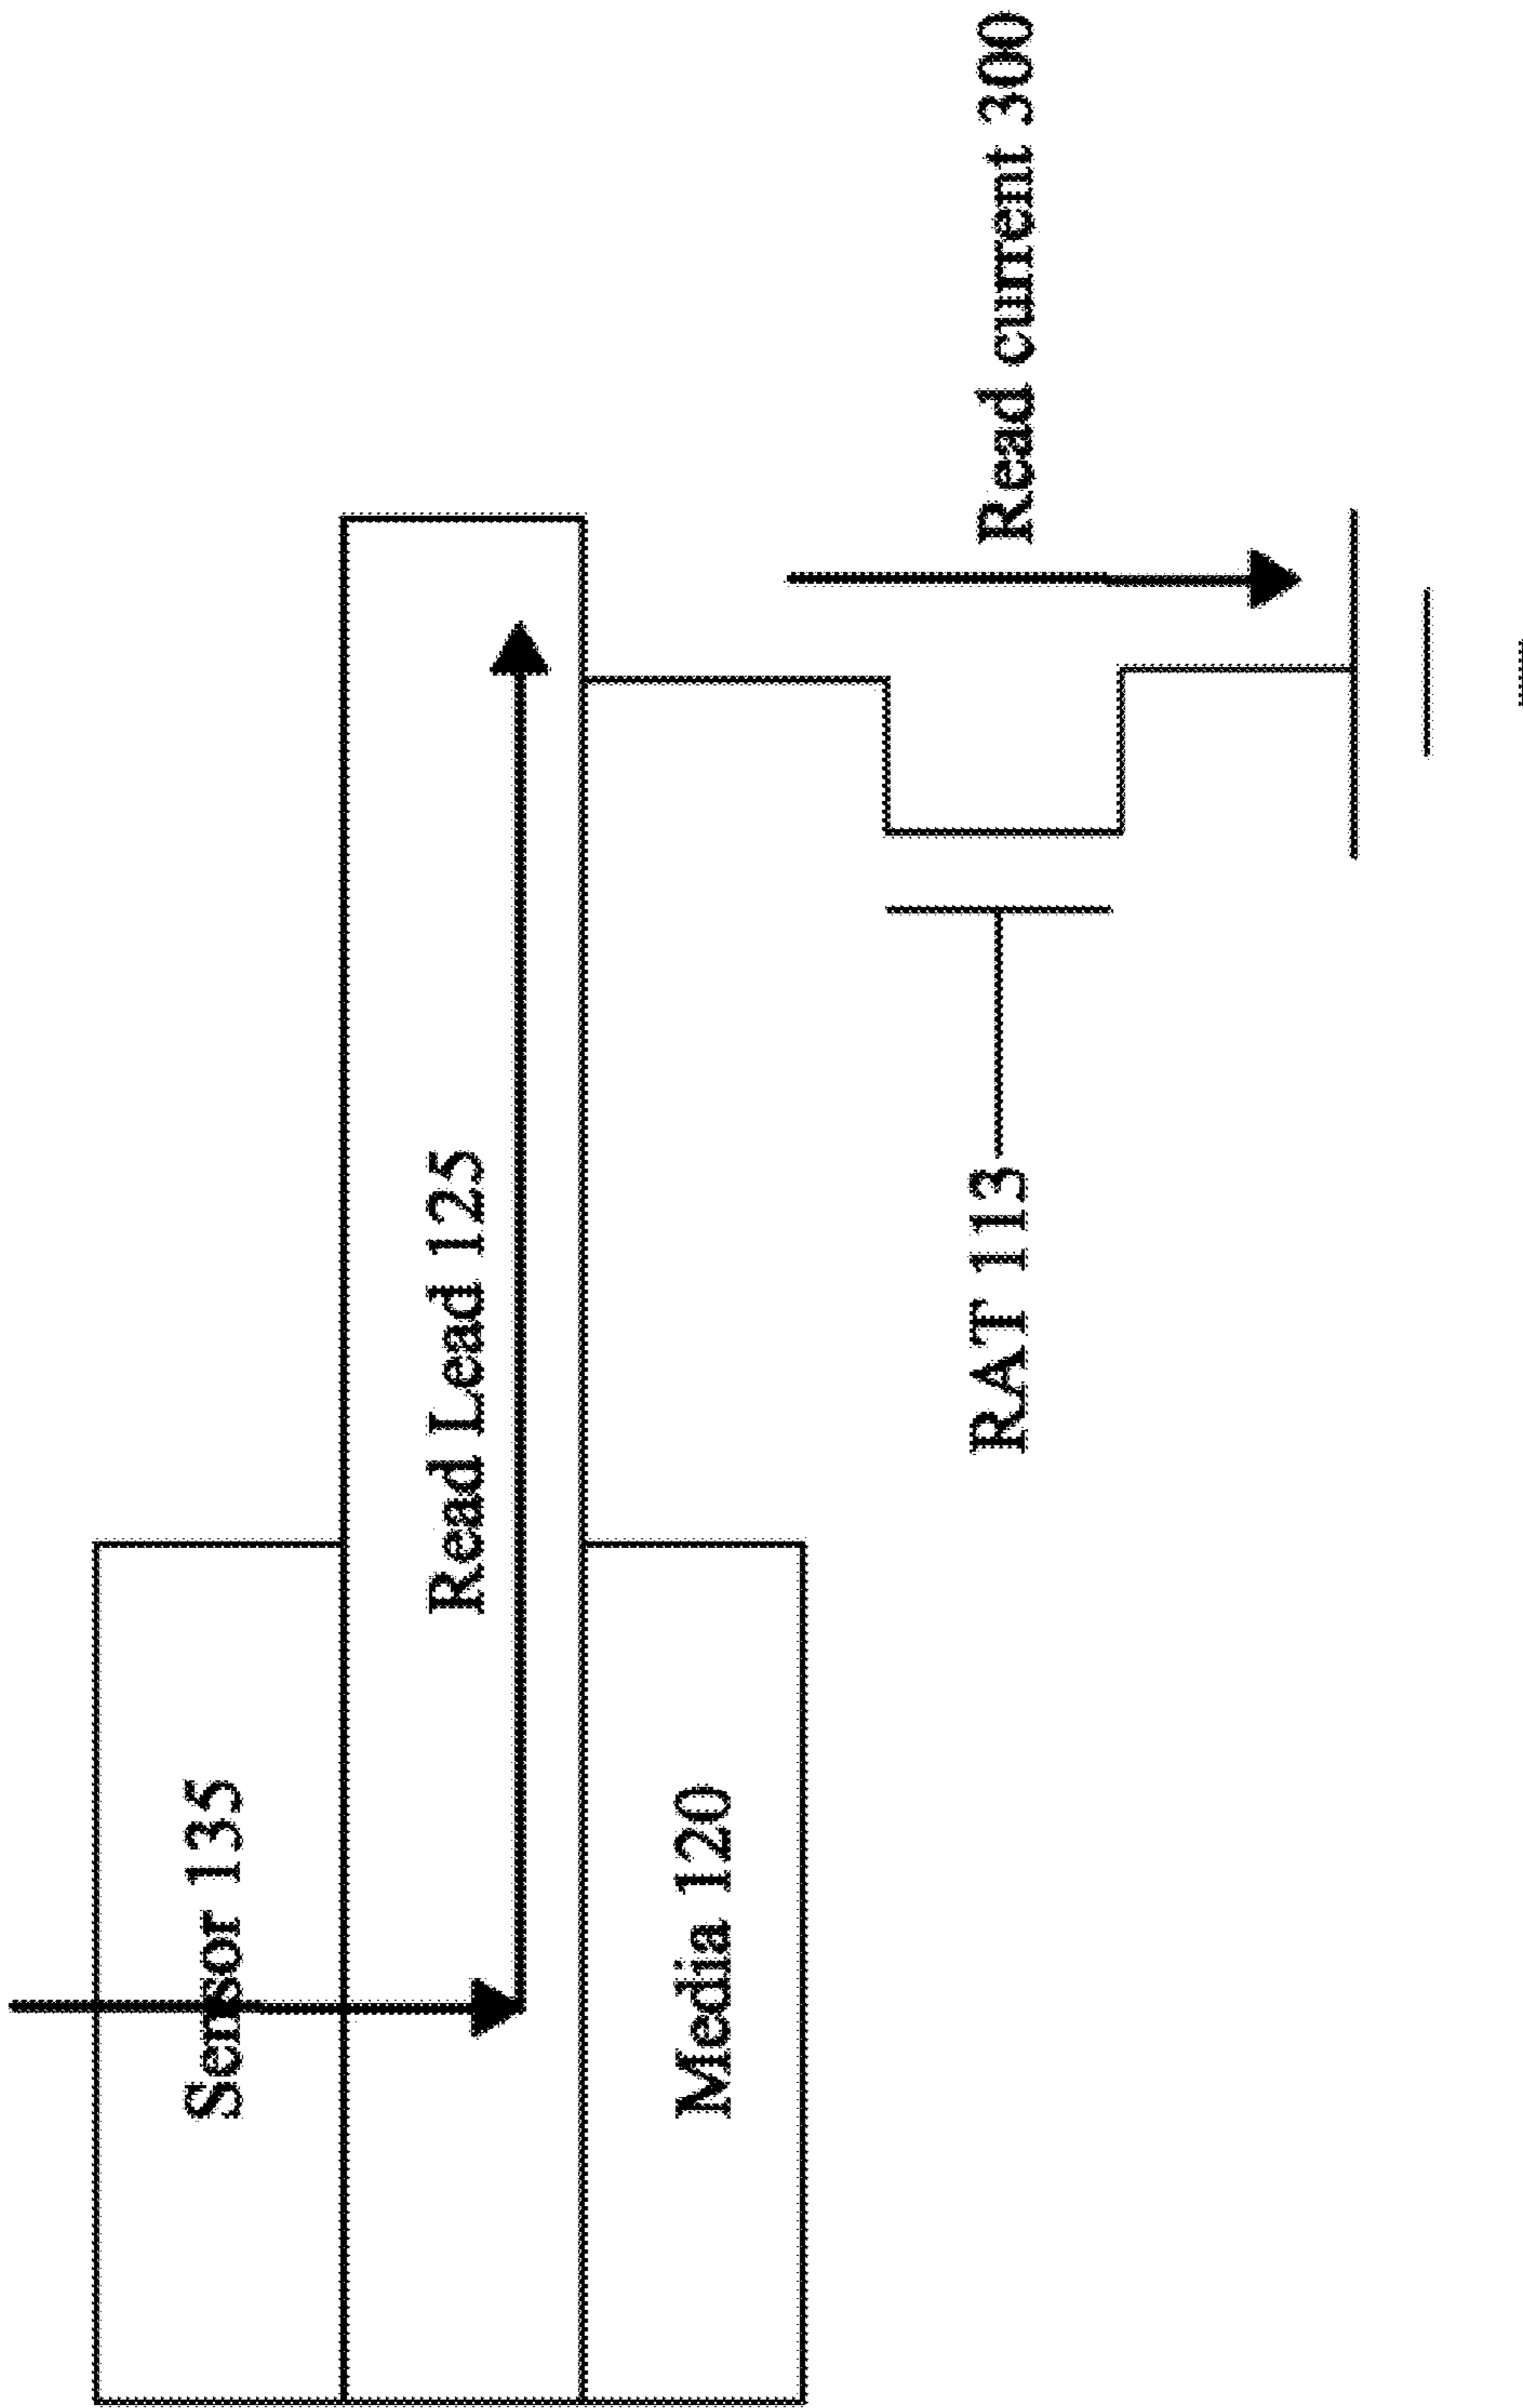 Sensor 135
Read Lead 125
Media 120
RAT 113
Read current 300